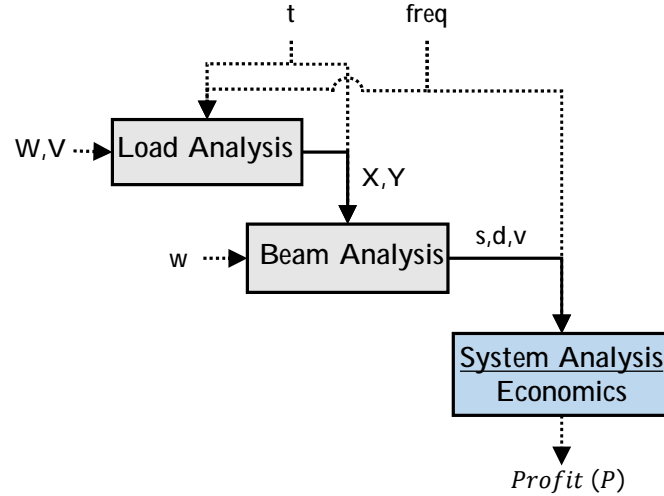 t
freq
W,V
Load Analysis
X,Y
w
Beam Analysis
s,d,v
System Analysis
Economics
Profit (P)